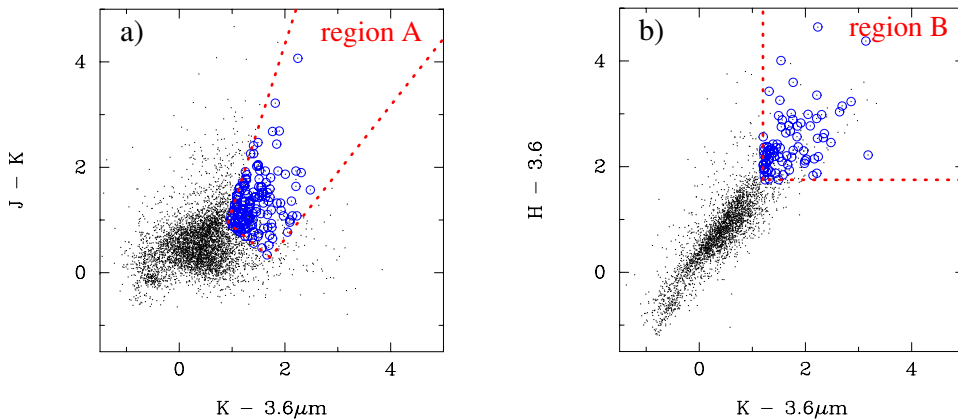 a) region A
4
2
0
J − K
0 2 4
K − 3.6μm
b) region B
4
2
0
H − 3.6
0 2 4
K − 3.6μm